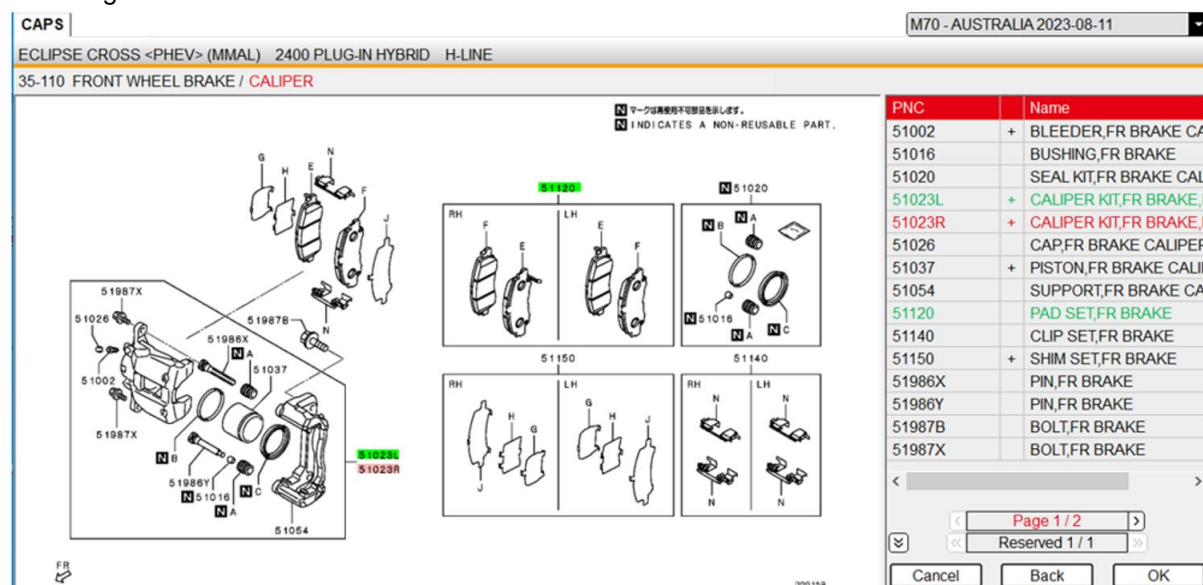 CAPS
M70 - AUSTRALIA 2023-08-11
ECLIPSE CROSS <PHEV> (MMAL) 2400 PLUG-IN HYBRID H-LINE
35-110 FRONT WHEEL BRAKE / CALIPER
N マークは再使用不可部品を示します。
N INDICATES A NON-REUSABLE PART.
G
H
E
N
F
J
N
51987X
51026
51986X
51987B
N A
51037
51002
51987X
N B
51986Y
N 51016
N A
N C
51054
51023L
51023R
FR
51120
RH
LH
F
E
E
F
N 51020
N B
N A
N 51016
N A
N C
51150
RH
LH
J
H
G
G
H
J
51140
RH
LH
N
N
N
N
PNC Name
51002 + BLEEDER,FR BRAKE CA
51016 BUSHING,FR BRAKE
51020 SEAL KIT,FR BRAKE CAL
51023L + CALIPER KIT,FR BRAKE,
51023R + CALIPER KIT,FR BRAKE,
51026 CAP,FR BRAKE CALIPER
51037 + PISTON,FR BRAKE CALI
51054 SUPPORT,FR BRAKE CA
51120 PAD SET,FR BRAKE
51140 CLIP SET,FR BRAKE
51150 + SHIM SET,FR BRAKE
51986X PIN,FR BRAKE
51986Y PIN,FR BRAKE
51987B BOLT,FR BRAKE
51987X BOLT,FR BRAKE
Page 1 / 2
Reserved 1 / 1
Cancel Back OK